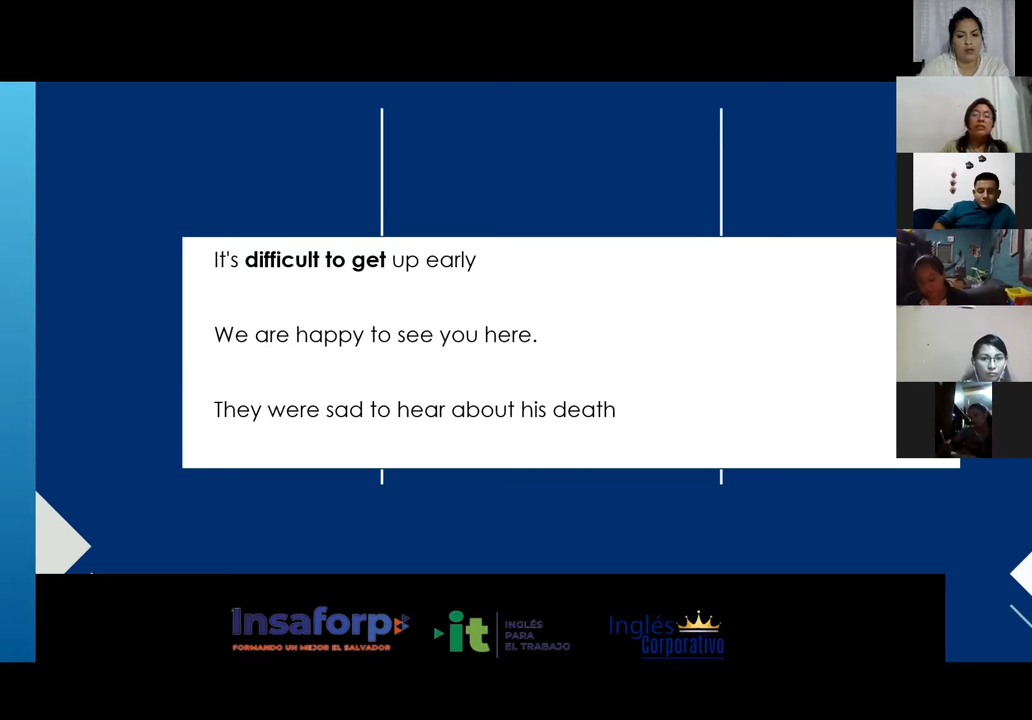 It's difficult to get up early
We are happy to see you here.
They were sad to hear about his death
Insaforp
FORMANDO UN MEJOR EL SALVADOR
it
INGLÉS
PARA
EL TRABAJO
Inglés
Corporativo